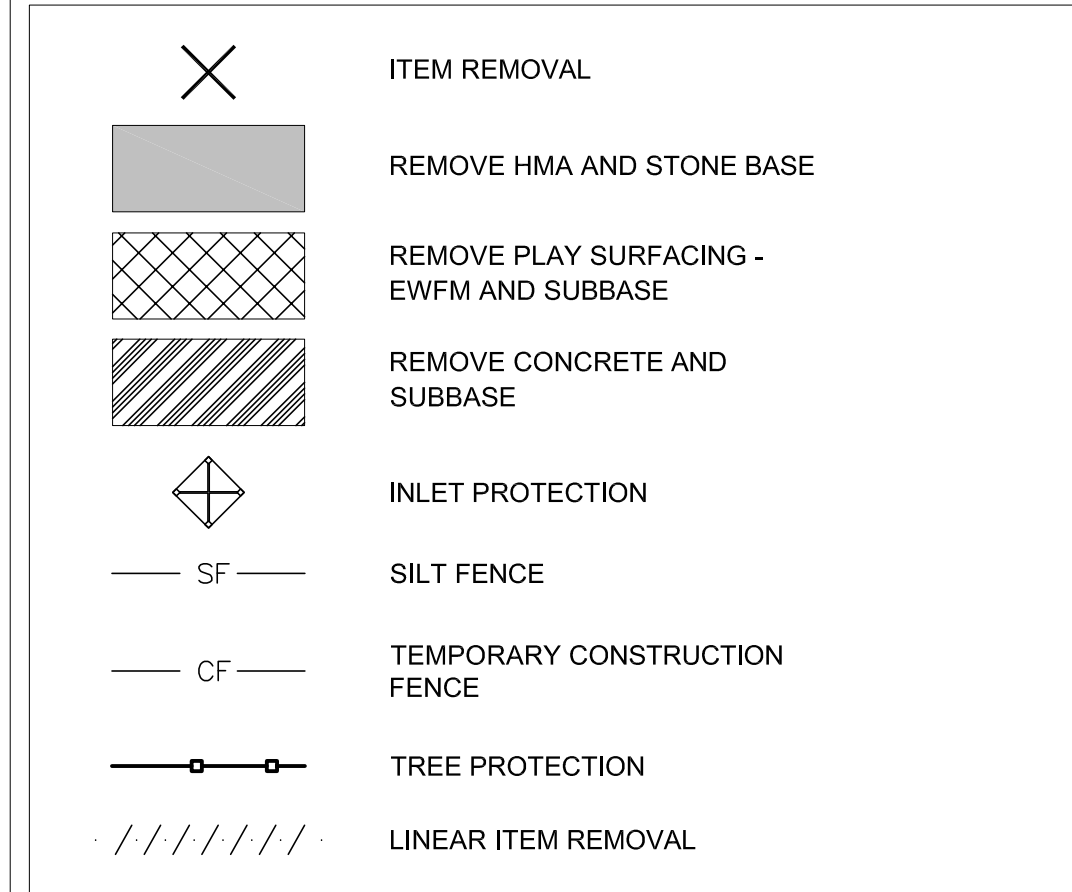 ITEM REMOVAL
REMOVE HMA AND STONE BASE
REMOVE PLAY SURFACING -
EWFM AND SUBBASE
REMOVE CONCRETE AND
SUBBASE
INLET PROTECTION
SF
SILT FENCE
CF
TEMPORARY CONSTRUCTION
FENCE
TREE PROTECTION
LINEAR ITEM REMOVAL